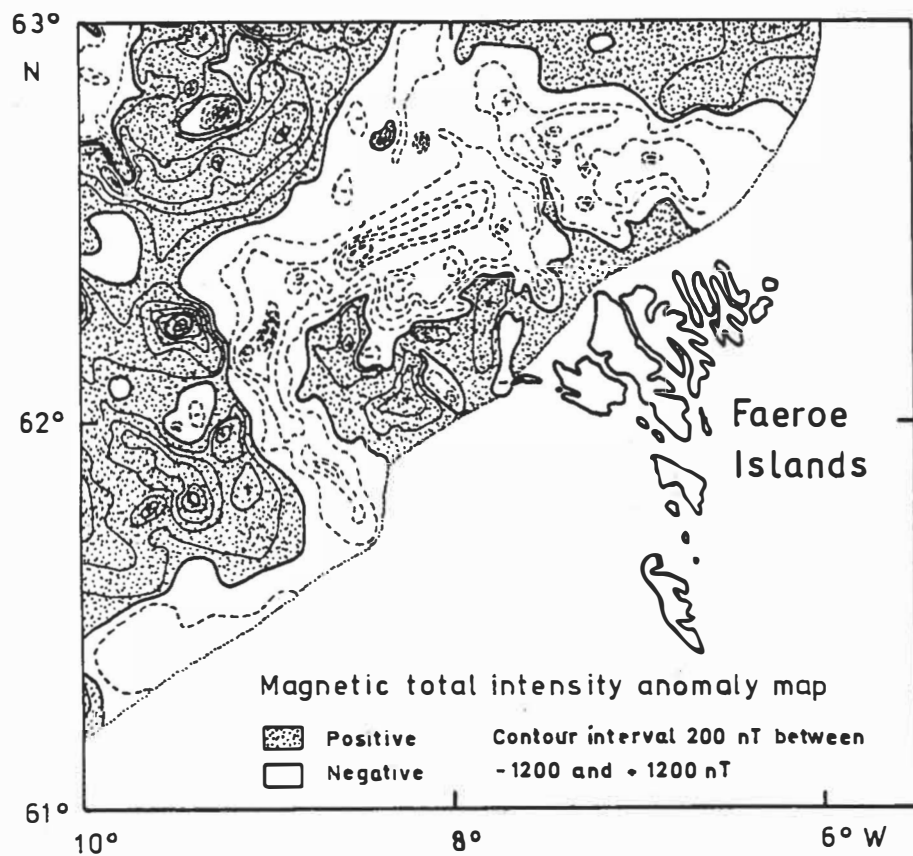 63°
N
62°
Faeroe
Islands
Magnetic total intensity anomaly map
Positive Contour interval 200 nT between
Negative -1200 and + 1200 nT
61°
10° 8° 6° W